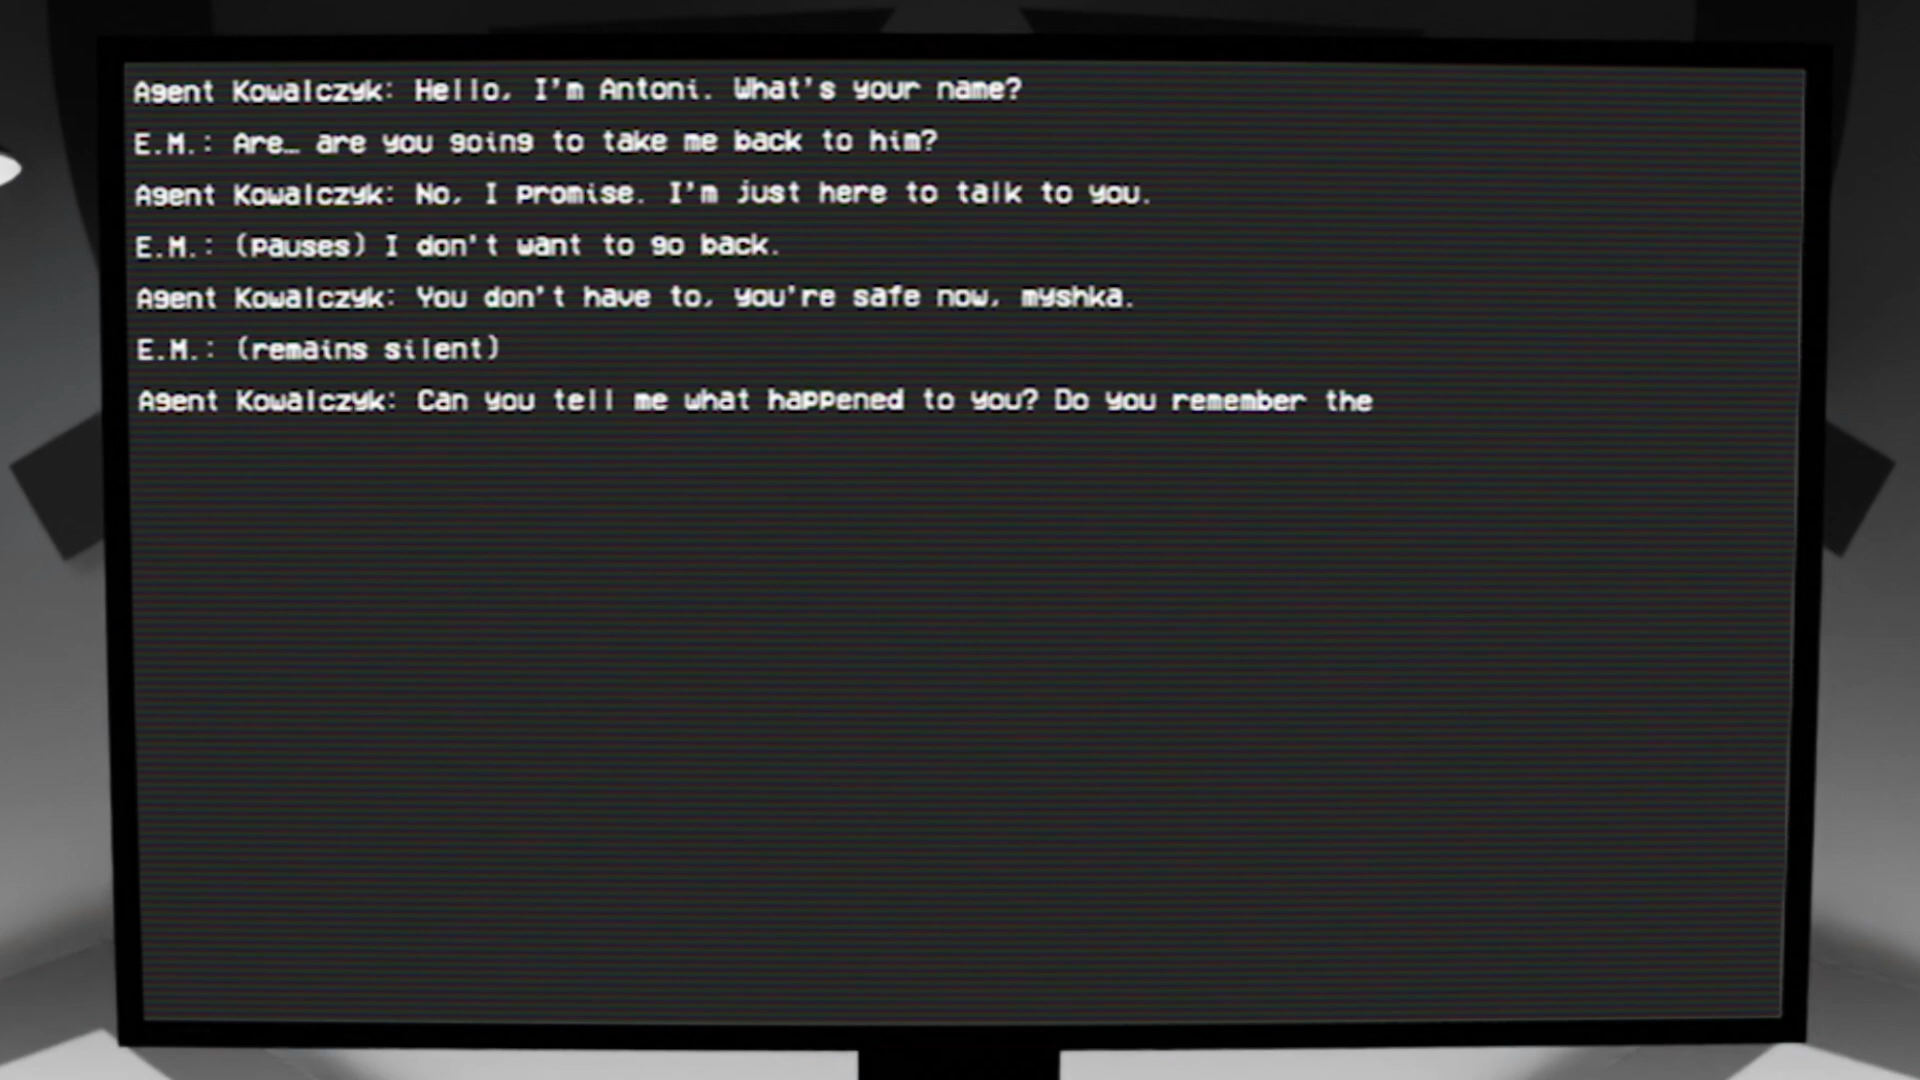 Agent Kowalczyk: Hello, I'm Antoni. What's your name?
E.M.: Are… are you going to take me back to him?
Agent Kowalczyk: No, I promise. I'm just here to talk to you.
E.M.: (pauses) I don't want to go back.
Agent Kowalczyk: You don't have to, you're safe now, myshka.
E.M.: (remains silent)
Agent Kowalczyk: Can you tell me what happened to you? Do you remember the